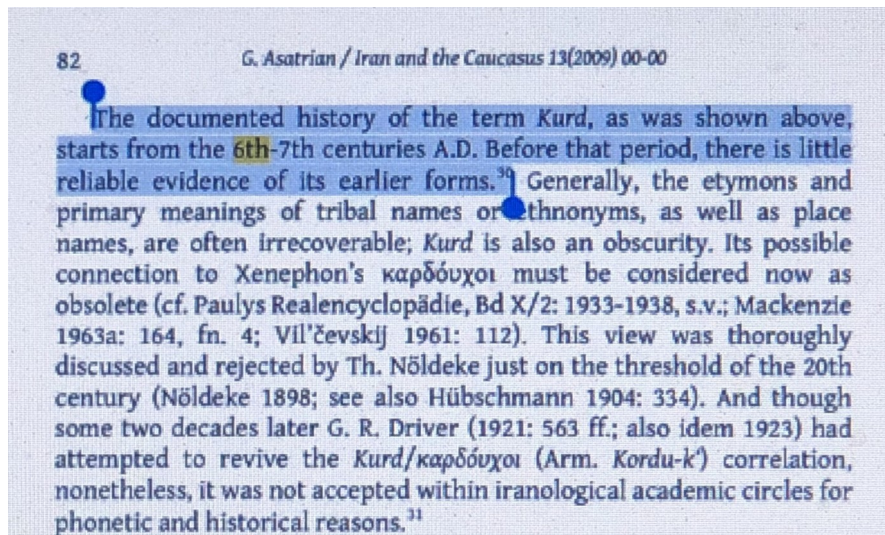 82 G. Asatrian / Iran and the Caucasus 13(2009) 00-00
The documented history of the term Kurd, as was shown above,
starts from the 6th-7th centuries A.D. Before that period, there is little
reliable evidence of its earlier forms.³⁰ Generally, the etymons and
primary meanings of tribal names or ethnonyms, as well as place
names, are often irrecoverable; Kurd is also an obscurity. Its possible
connection to Xenephon's καρδόυχοι must be considered now as
obsolete (cf. Paulys Realencyclopädie, Bd X/2: 1933-1938, s.v.; Mackenzie
1963a: 164, fn. 4; Vil'čevskij 1961: 112). This view was thoroughly
discussed and rejected by Th. Nöldeke just on the threshold of the 20th
century (Nöldeke 1898; see also Hübschmann 1904: 334). And though
some two decades later G. R. Driver (1921: 563 ff.; also idem 1923) had
attempted to revive the Kurd/καρδόυχοι (Arm. Kordu-k‘) correlation,
nonetheless, it was not accepted within iranological academic circles for
phonetic and historical reasons.³¹